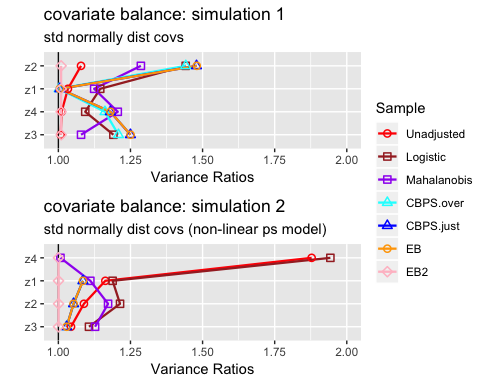 covariate balance: simulation 1
std normally dist covs
z2
z1
z4
z3
1.00 1.25 1.50 1.75 2.00
Variance Ratios
covariate balance: simulation 2
std normally dist covs (non-linear ps model)
z4
z1
z2
z3
1.00 1.25 1.50 1.75 2.00
Variance Ratios
Sample
Unadjusted
Logistic
Mahalanobis
CBPS.over
CBPS.just
EB
EB2